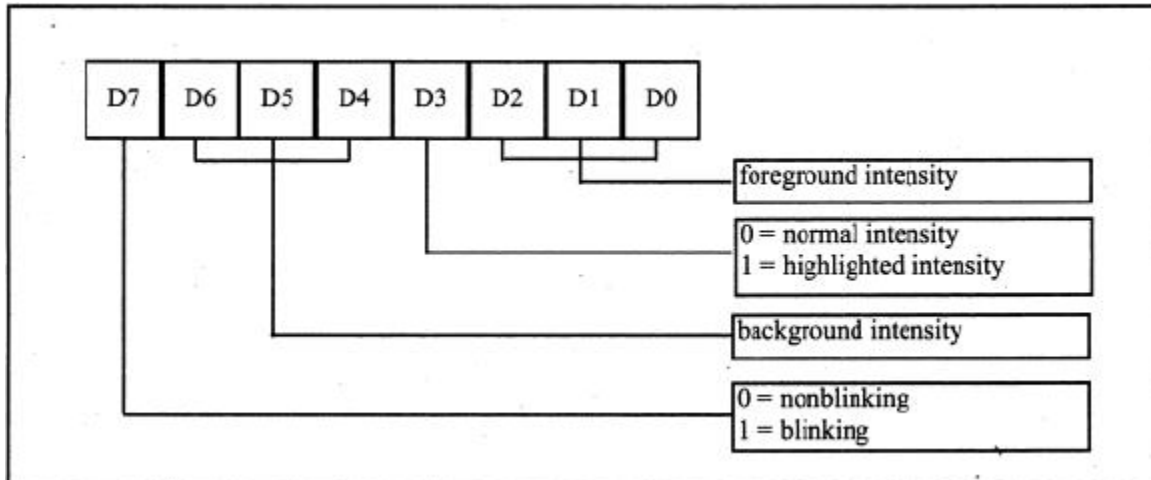 D7 D6 D5 D4 D3 D2 D1 D0
foreground intensity
0 = normal intensity
1 = highlighted intensity
background intensity
0 = nonblinking
1 = blinking